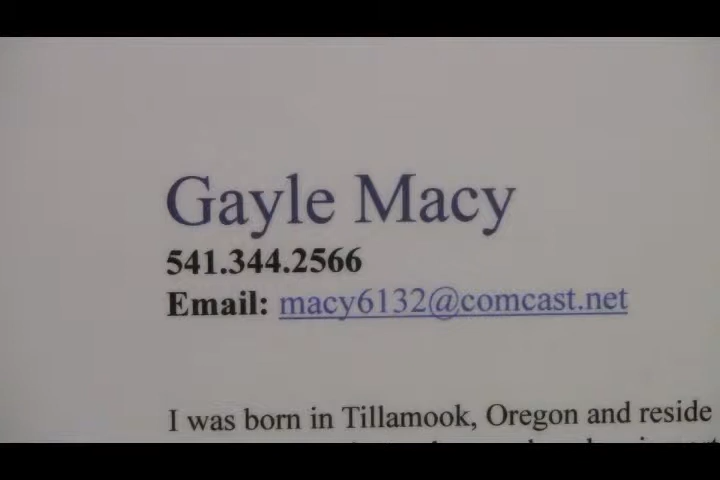 Gayle Macy
541.344.2566
Email: macy6132@comcast.net
I was born in Tillamook, Oregon and reside